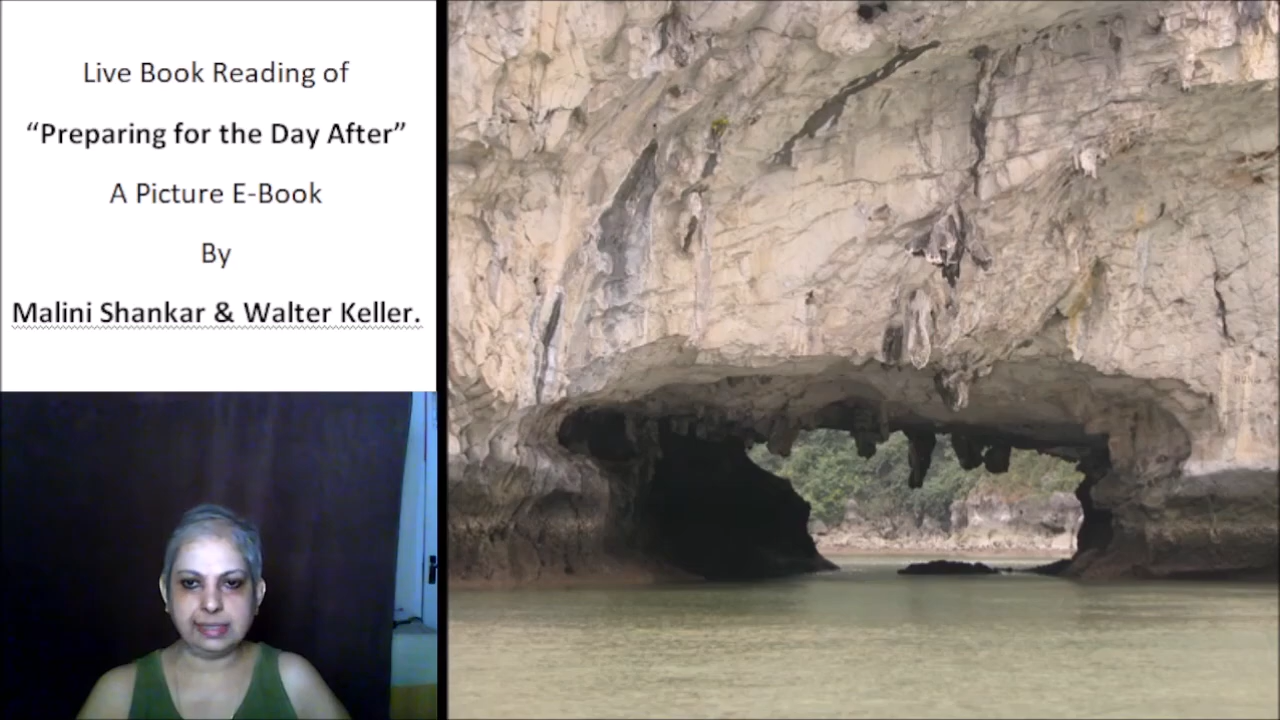 Live Book Reading of
“Preparing for the Day After”
A Picture E-Book
By
Malini Shankar & Walter Keller.